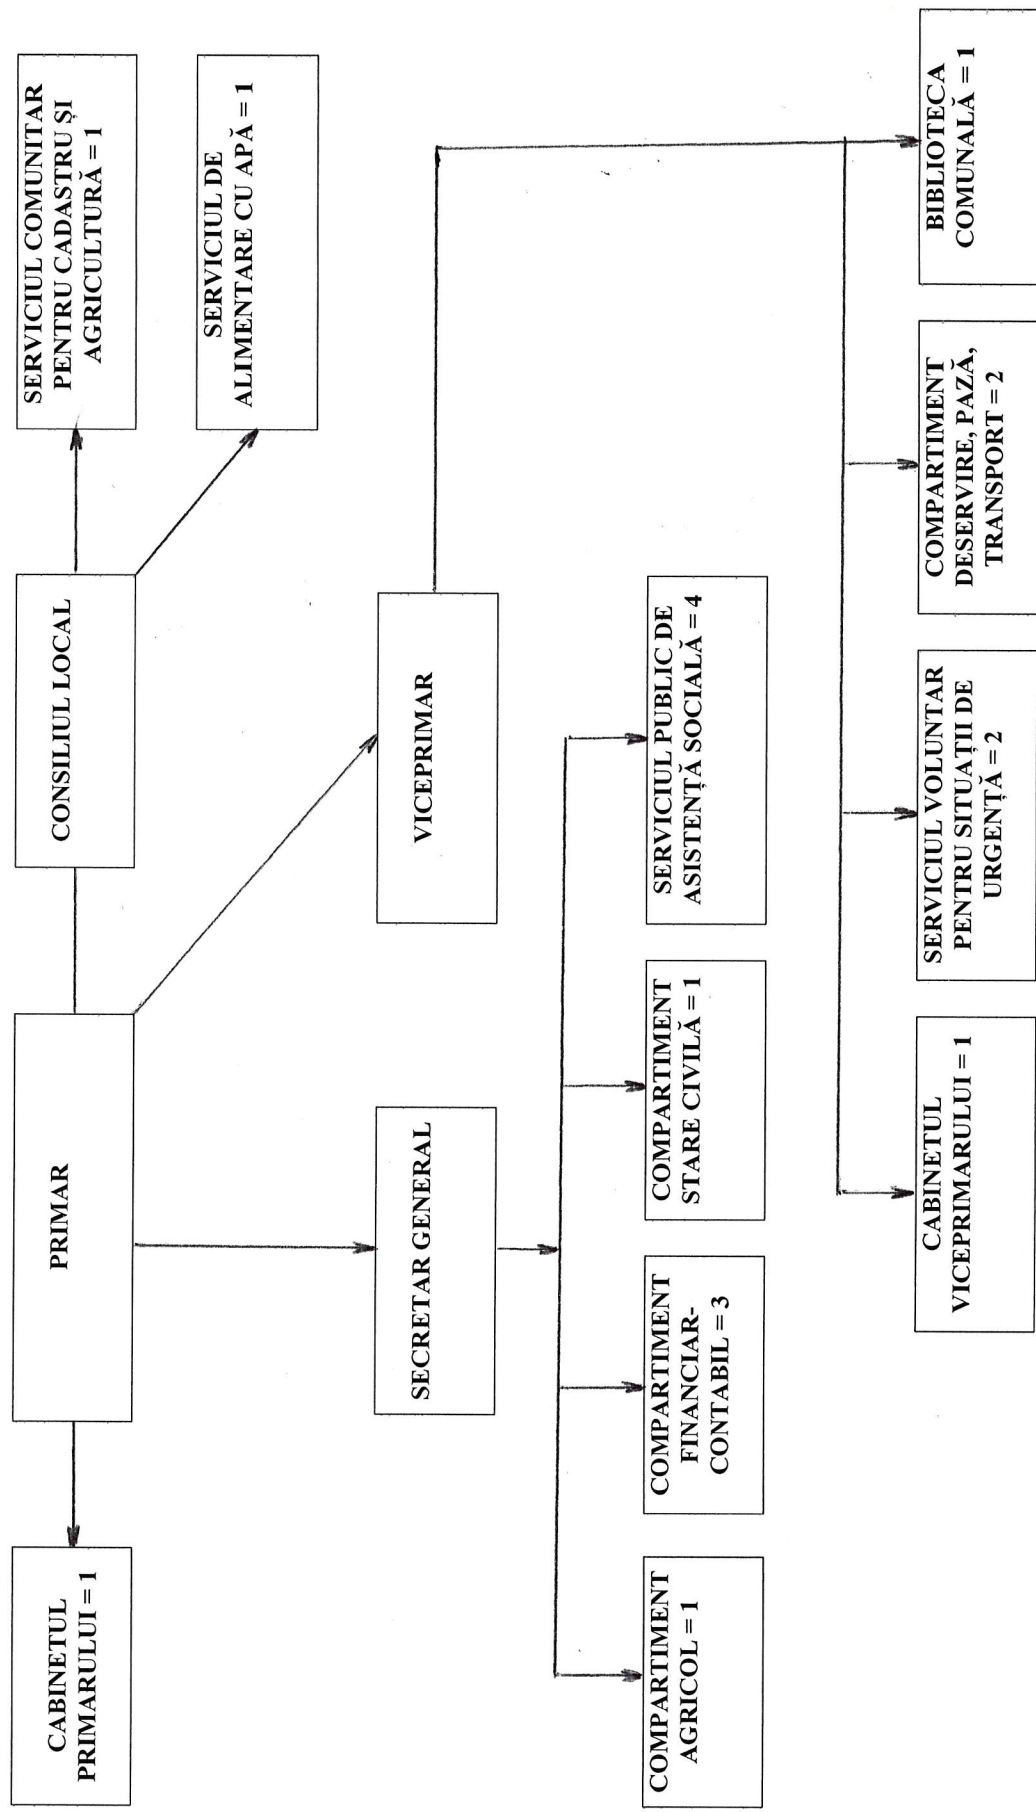 CABINETUL
PRIMARULUI = 1
PRIMAR
CONSILIUL LOCAL
SERVICIUL COMUNITAR
PENTRU CADASTRU ȘI
AGRICULTURĂ = 1
SERVICIUL DE
ALIMENTARE CU APĂ = 1
SECRETAR GENERAL
VICEPRIMAR
COMPARTIMENT
AGRICOL = 1
COMPARTIMENT
FINANCIAR-
CONTABIL = 3
COMPARTIMENT
STARE CIVILĂ = 1
SERVICIUL PUBLIC DE
ASISTENȚĂ SOCIALĂ = 4
CABINETUL
VICEPRIMARULUI = 1
SERVICIUL VOLUNTAR
PENTRU SITUAȚII DE
URGENȚĂ = 2
COMPARTIMENT
DESERVIRE, PAZĂ,
TRANSPORT = 2
BIBLIOTECA
COMUNALĂ = 1